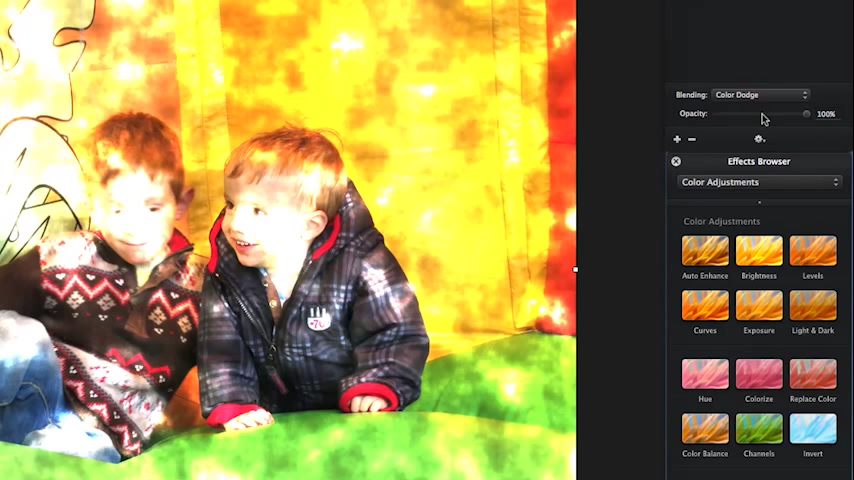 Blending: Color Dodge
Opacity: 100%
Effects Browser
Color Adjustments
Color Adjustments
Auto Enhance Brightness Levels
Curves Exposure Light & Dark
Hue Colorize Replace Color
Color Balance Channels Invert